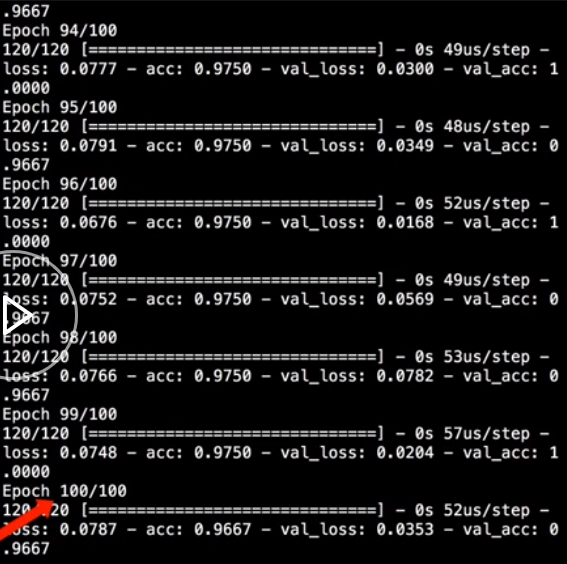 .9667
Epoch 94/100
120/120 [==============================] - 0s 49us/step -
loss: 0.0777 - acc: 0.9750 - val_loss: 0.0300 - val_acc: 1
.0000
Epoch 95/100
120/120 [==============================] - 0s 48us/step -
loss: 0.0791 - acc: 0.9750 - val_loss: 0.0349 - val_acc: 0
.9667
Epoch 96/100
120/120 [==============================] - 0s 52us/step -
loss: 0.0676 - acc: 0.9750 - val_loss: 0.0168 - val_acc: 1
.0000
Epoch 97/100
120/120 [==============================] - 0s 49us/step -
loss: 0.0752 - acc: 0.9750 - val_loss: 0.0569 - val_acc: 0
.9667
Epoch 98/100
120/120 [==============================] - 0s 53us/step -
loss: 0.0766 - acc: 0.9750 - val_loss: 0.0782 - val_acc: 0
.9667
Epoch 99/100
120/120 [==============================] - 0s 57us/step -
loss: 0.0748 - acc: 0.9750 - val_loss: 0.0204 - val_acc: 1
.0000
Epoch 100/100
120/120 [==============================] - 0s 52us/step -
loss: 0.0787 - acc: 0.9667 - val_loss: 0.0353 - val_acc: 0
.9667